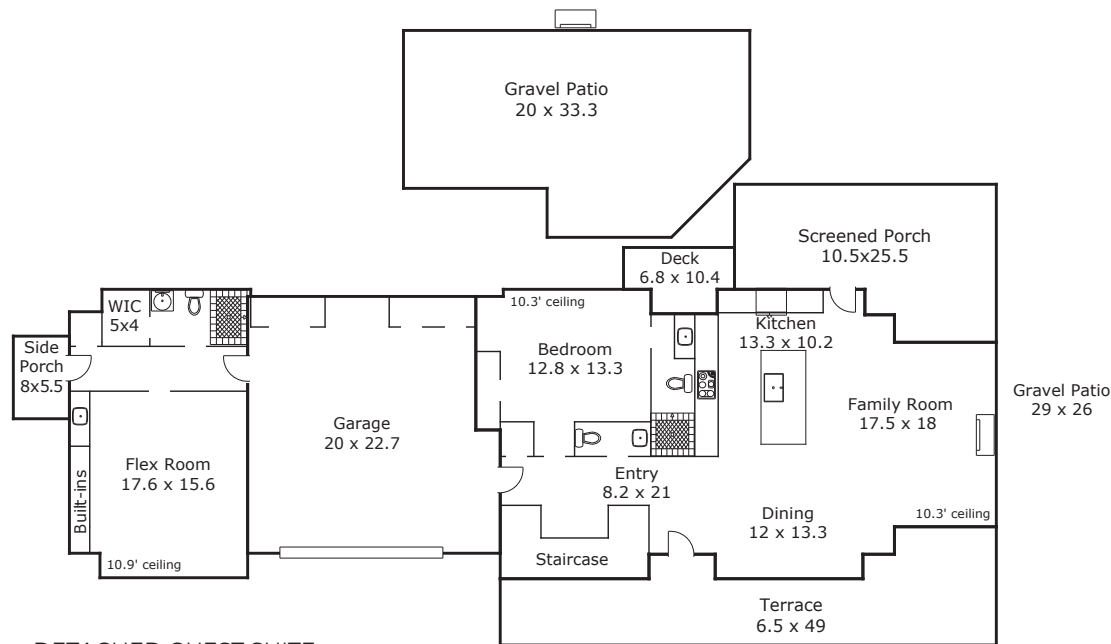 Gravel Patio
20 x 33.3
Screened Porch
10.5x25.5
Deck
6.8 x 10.4
WIC
5x4
10.3' ceiling
Kitchen
13.3 x 10.2
Side
Porch
8x5.5
Bedroom
12.8 x 13.3
Gravel Patio
29 x 26
Family Room
17.5 x 18
Garage
20 x 22.7
Flex Room
17.6 x 15.6
Built-ins
Entry
8.2 x 21
Dining
12 x 13.3
10.3' ceiling
Staircase
10.9' ceiling
Terrace
6.5 x 49
DETACHED GUEST SUITE